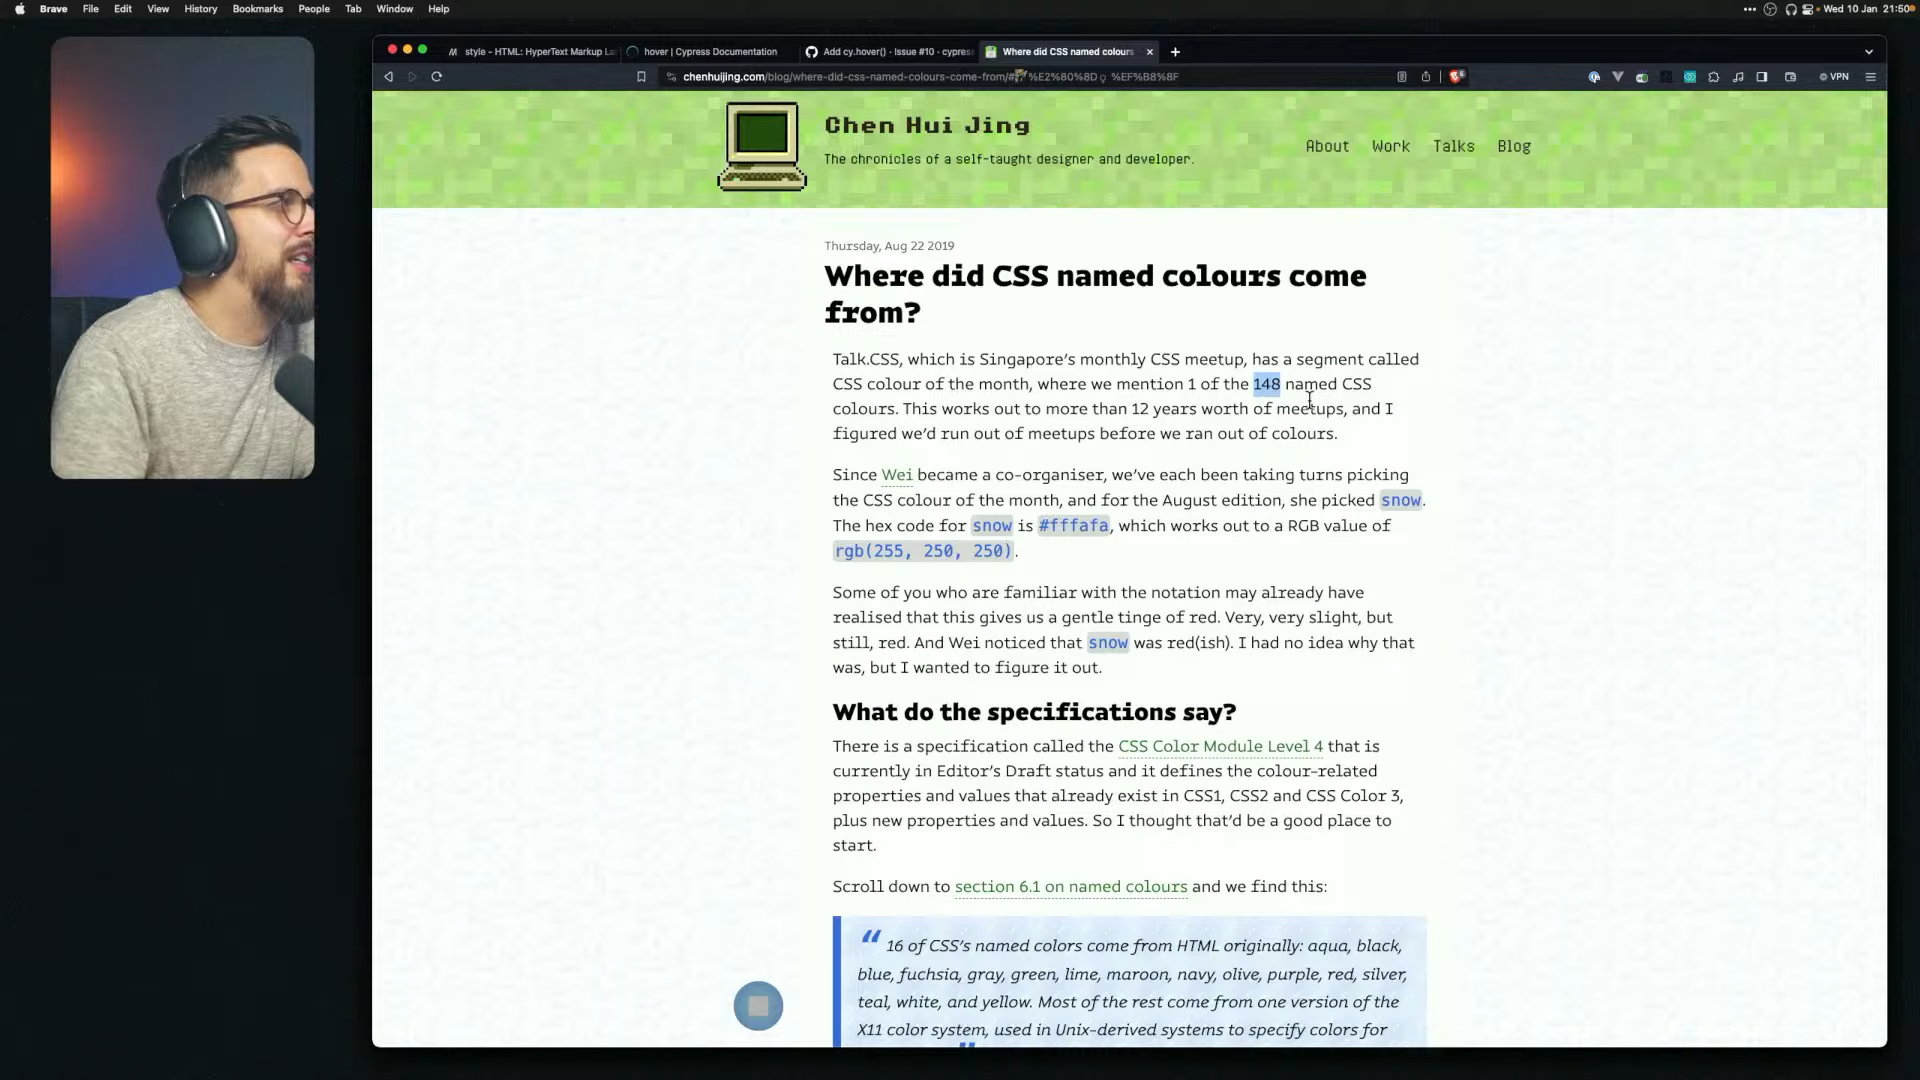 Brave File Edit View History Bookmarks People Tab Window Help
Wed 10 Jan 21:50
style - HTML: HyperText Markup La
hover | Cypress Documentation
Add cy.hover() · Issue #10 · cypress
Where did CSS named colours
chenhuijing.com/blog/where-did-css-named-colours-come-from/#
%E2%80%8D
%EF%B8%8F
VPN
Chen Hui Jing
The chronicles of a self-taught designer and developer.
About Work Talks Blog
Thursday, Aug 22 2019
Where did CSS named colours come
from?
Talk.CSS, which is Singapore’s monthly CSS meetup, has a segment called
CSS colour of the month, where we mention 1 of the 148 named CSS
colours. This works out to more than 12 years worth of meetups, and I
figured we’d run out of meetups before we ran out of colours.
Since Wei became a co-organiser, we’ve each been taking turns picking
the CSS colour of the month, and for the August edition, she picked snow.
The hex code for snow is #fffafa, which works out to a RGB value of
rgb(255, 250, 250).
Some of you who are familiar with the notation may already have
realised that this gives us a gentle tinge of red. Very, very slight, but
still, red. And Wei noticed that snow was red(ish). I had no idea why that
was, but I wanted to figure it out.
What do the specifications say?
There is a specification called the CSS Color Module Level 4 that is
currently in Editor’s Draft status and it defines the colour-related
properties and values that already exist in CSS1, CSS2 and CSS Color 3,
plus new properties and values. So I thought that’d be a good place to
start.
Scroll down to section 6.1 on named colours and we find this:
“ 16 of CSS’s named colors come from HTML originally: aqua, black,
blue, fuchsia, gray, green, lime, maroon, navy, olive, purple, red, silver,
teal, white, and yellow. Most of the rest come from one version of the
X11 color system, used in Unix-derived systems to specify colors for